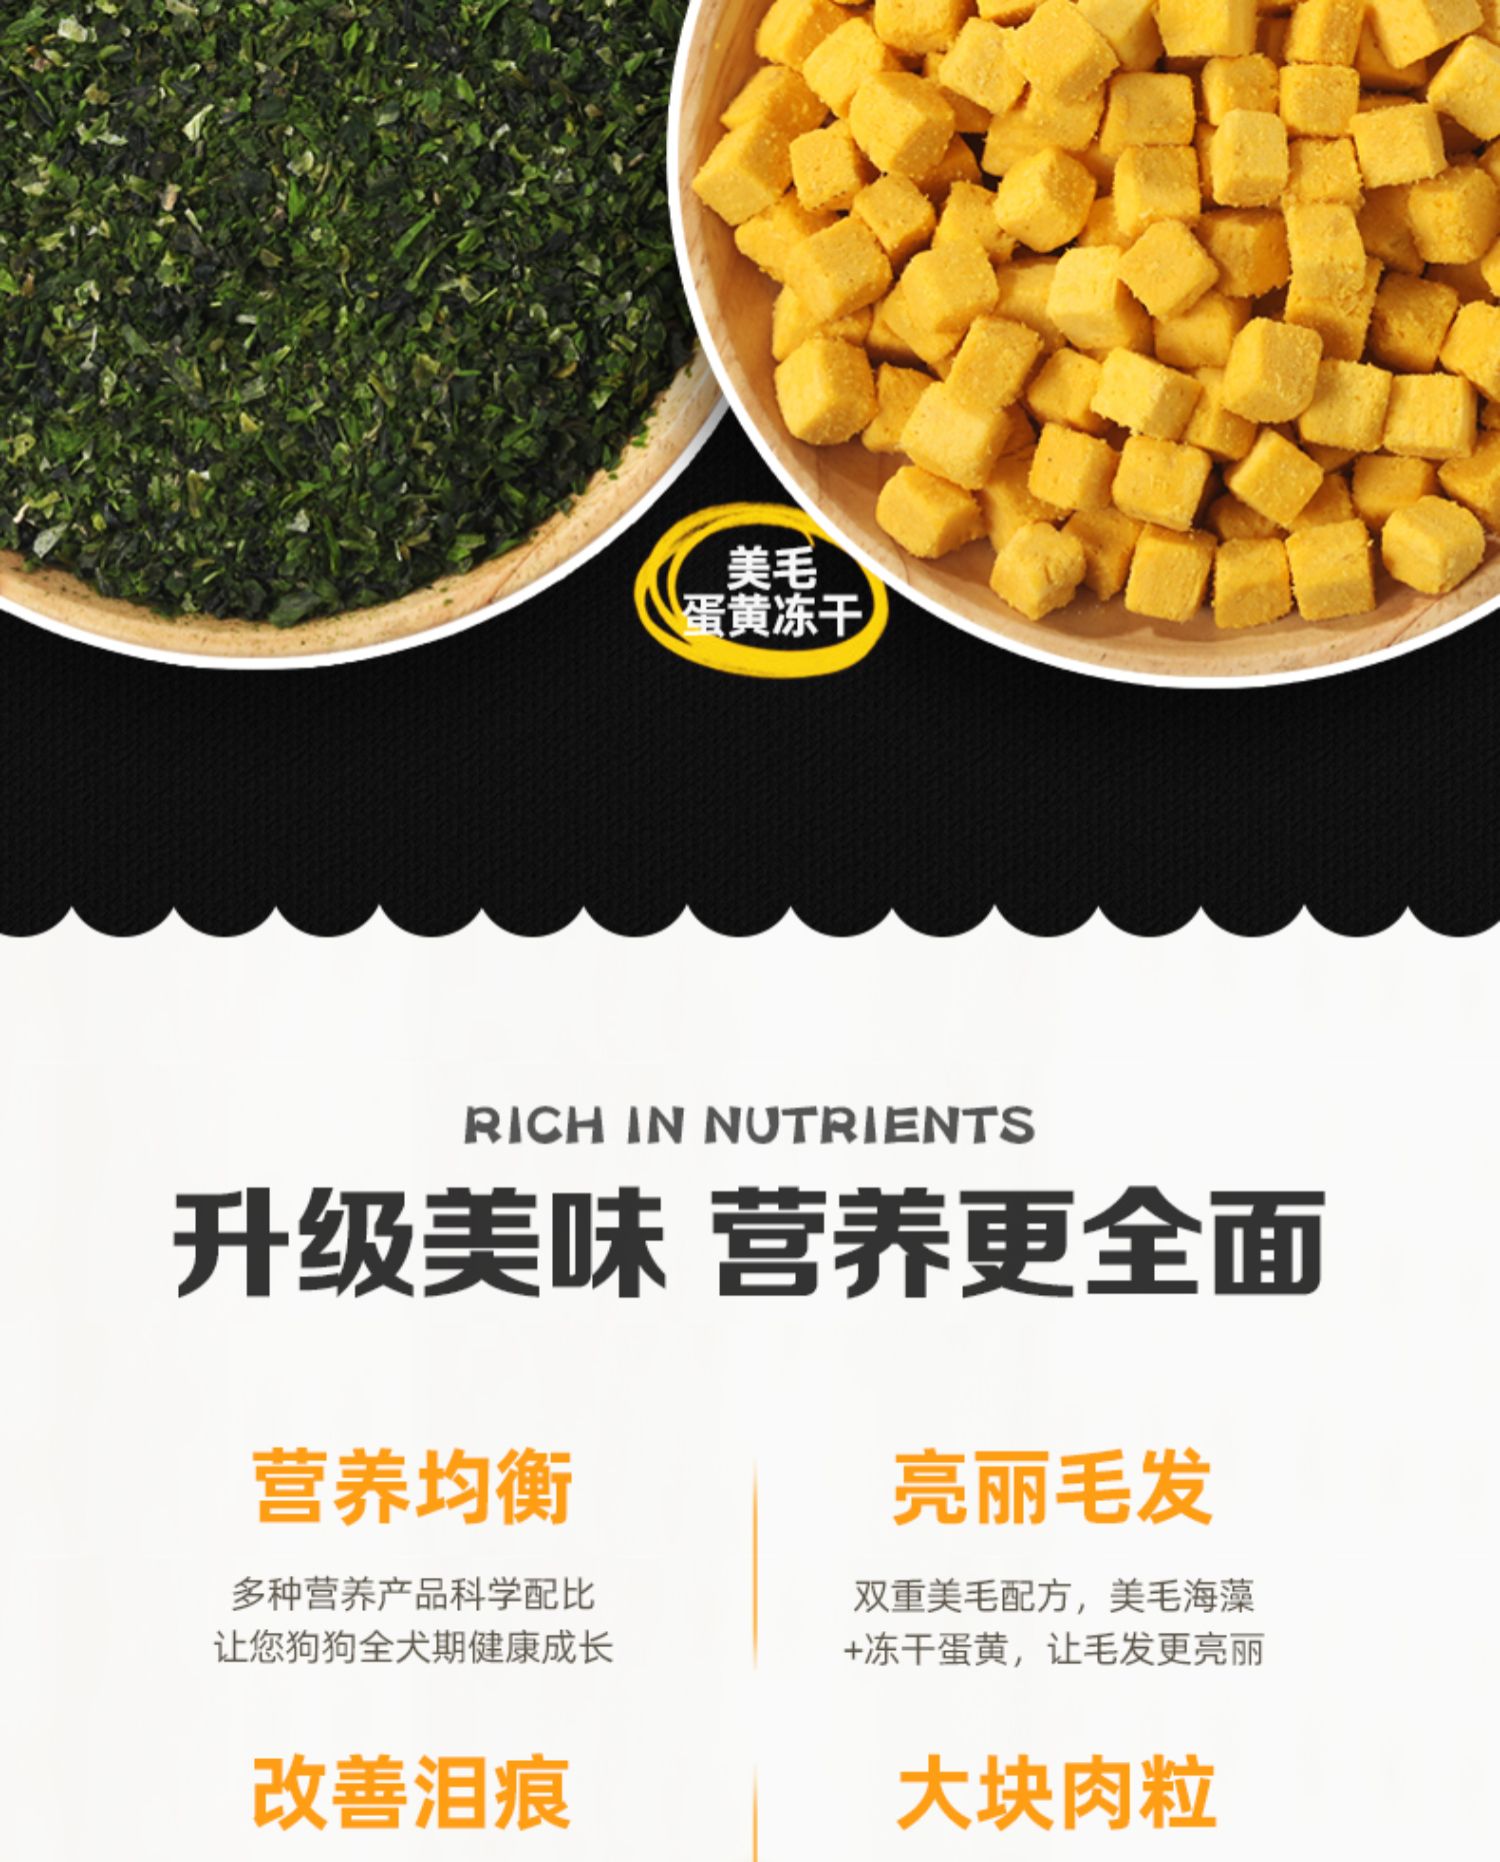 美毛
蛋黄冻干
RICH IN NUTRIENTS
升级美味 营养更全面
营养均衡
多种营养产品科学配比
让您狗狗全犬期健康成长
亮丽毛发
双重美毛配方，美毛海藻
+冻干蛋黄，让毛发更亮丽
改善泪痕
大块肉粒